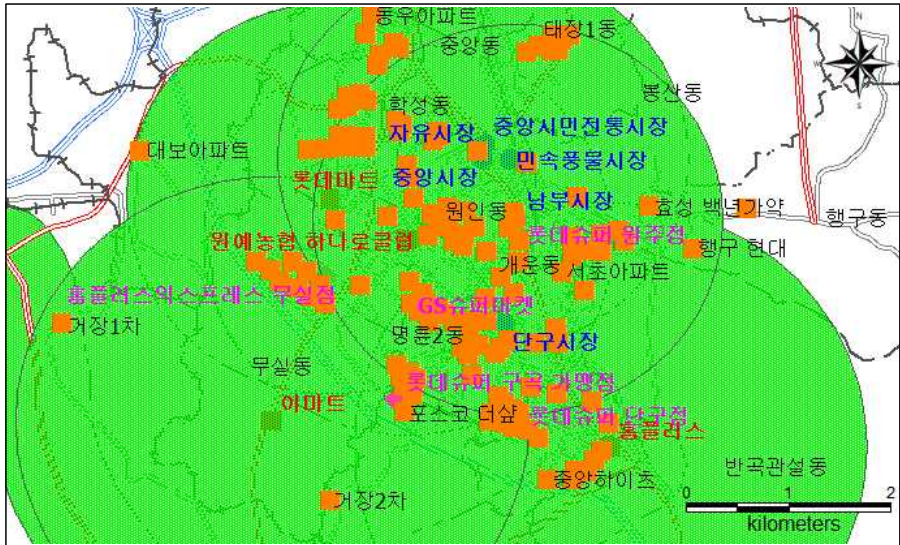 동우아파트
태장1동
중앙동
N
W
S
봉산동
학성동
자유시장
중앙시민전통시장
대보아파트
민속풍물시장
중앙시장
롯데마트
남부시장
원인동
효성 백년가약
행구동
원예농협 하나로클럽
롯데슈퍼 원주점
행구 현대
개운동
서초아파트
홈플러스익스프레스 무실점
GS슈퍼마켓
거장1차
명륜2동
단구시장
무실동
롯데슈퍼 구곡 가맹점
이마트
포스코 더샾
롯데슈퍼 단구점
홈플러스
반곡관설동
중앙하이츠
거장2차
0 1 2
kilometers